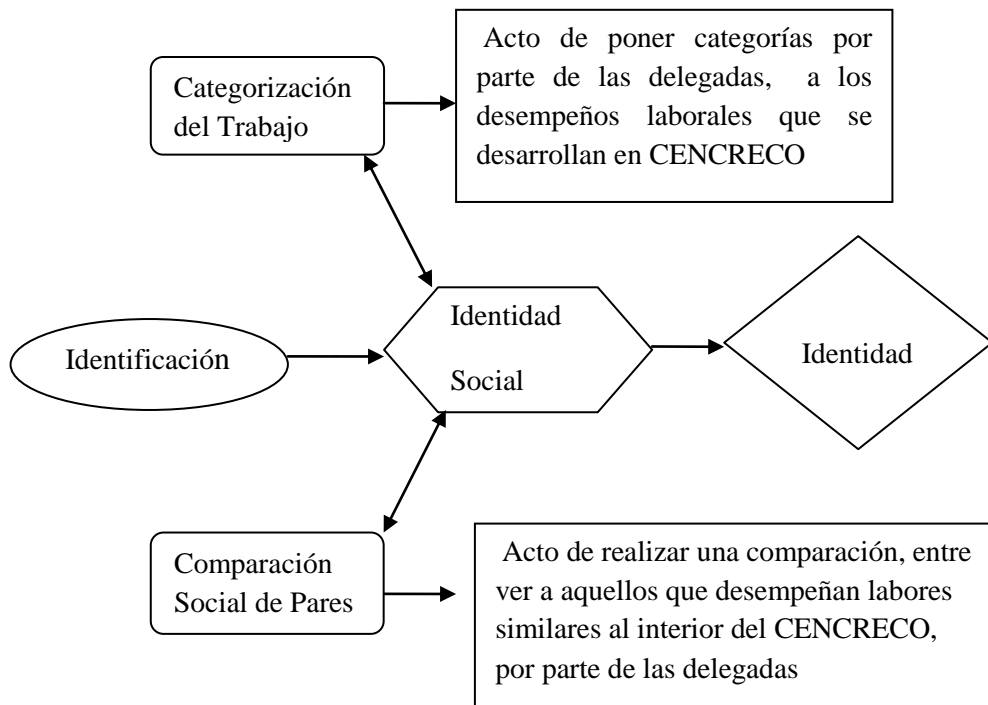 Categorización
del Trabajo
Acto de poner categorías por
parte de las delegadas, a los
desempeños laborales que se
desarrollan en CENCRECO
Identificación
Identidad
Social
Identidad
Comparación
Social de Pares
Acto de realizar una comparación, entre
ver a aquellos que desempeñan labores
similares al interior del CENCRECO,
por parte de las delegadas